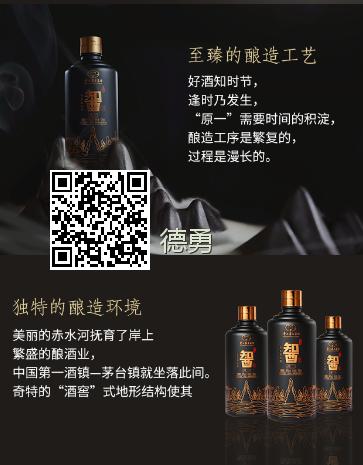 至臻的酿造工艺
好酒知时节，
逢时乃发生，
“原一”需要时间的积淀，
酿造工序是繁复的，
过程是漫长的。
德勇
独特的酿造环境
美丽的赤水河抚育了岸上
繁盛的酿酒业，
中国第一酒镇—茅台镇就坐落此间。
奇特的“酒窖”式地形结构使其